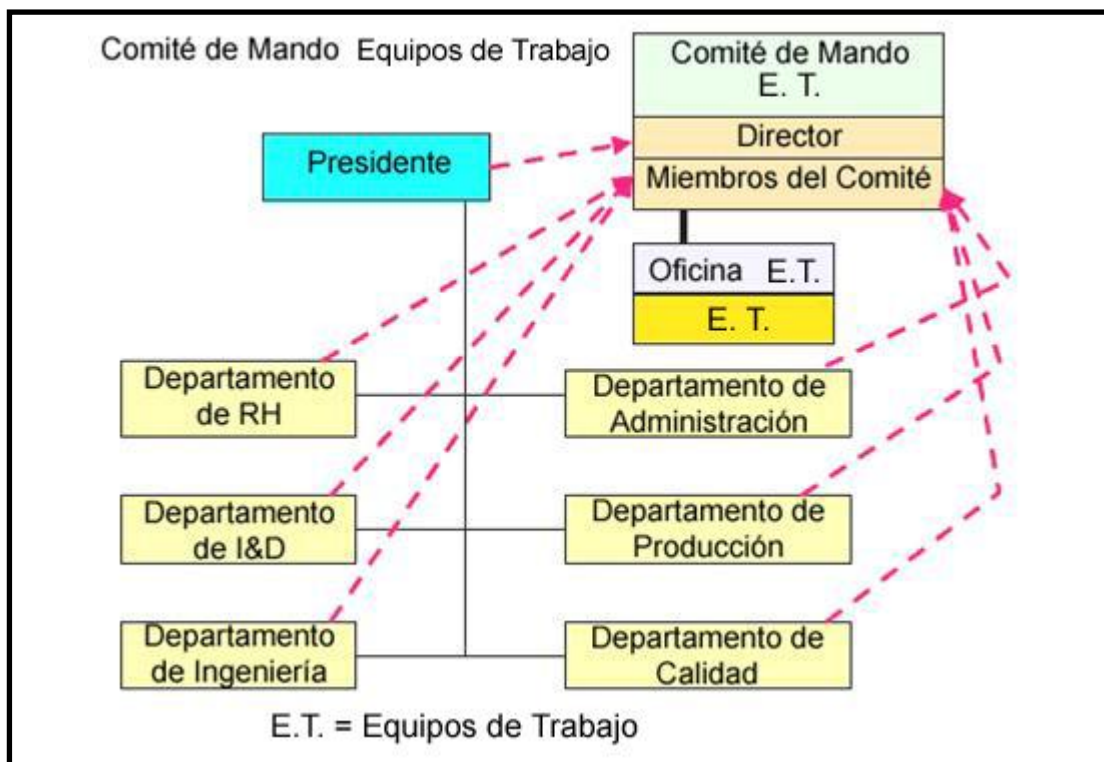 Comité de Mando Equipos de Trabajo
Comité de Mando
E. T.
Director
Miembros del Comité
Presidente
Oficina E.T.
E. T.
Departamento
de RH
Departamento de
Administración
Departamento
de I&D
Departamento de
Producción
Departamento
de Ingeniería
Departamento de
Calidad
E.T. = Equipos de Trabajo